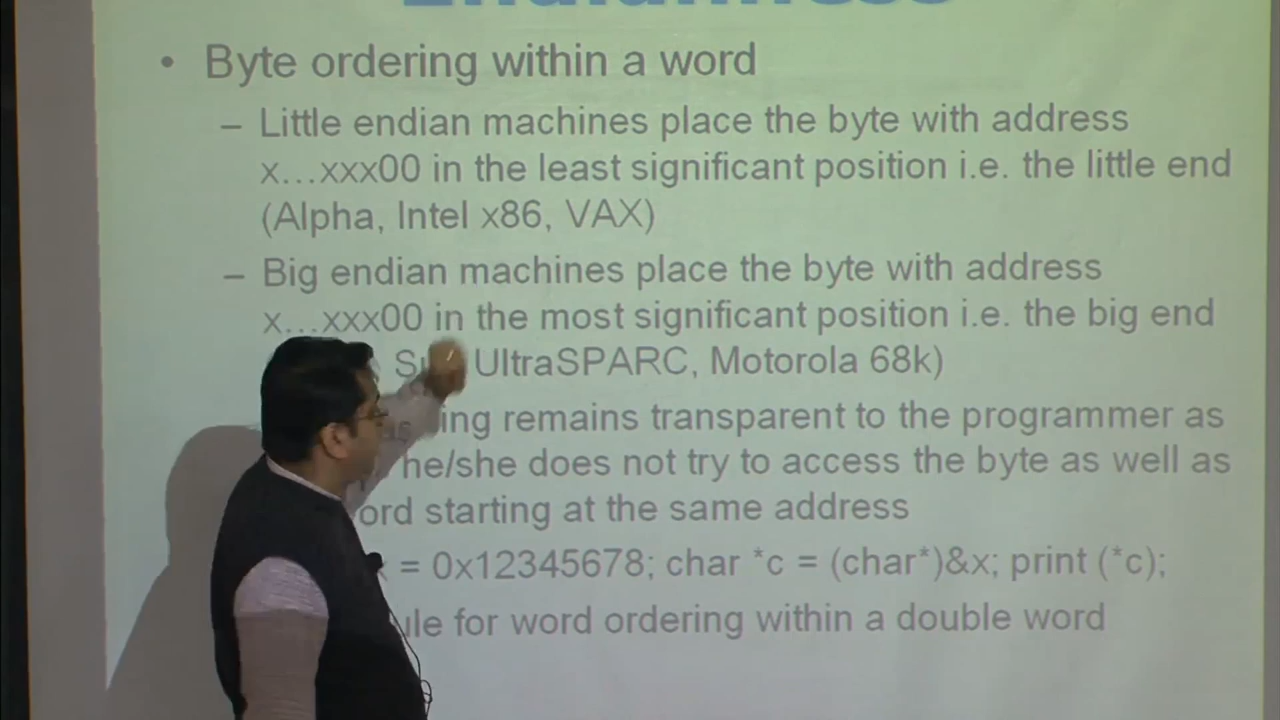 Endianness
• Byte ordering within a word
– Little endian machines place the byte with address
x…xxx00 in the least significant position i.e. the little end
(Alpha, Intel x86, VAX)
– Big endian machines place the byte with address
x…xxx00 in the most significant position i.e. the big end
UltraSPARC, Motorola 68k)
ing remains transparent to the programmer as
he/she does not try to access the byte as well as
ord starting at the same address
= 0x12345678; char *c = (char*)&x; print (*c);
ule for word ordering within a double word